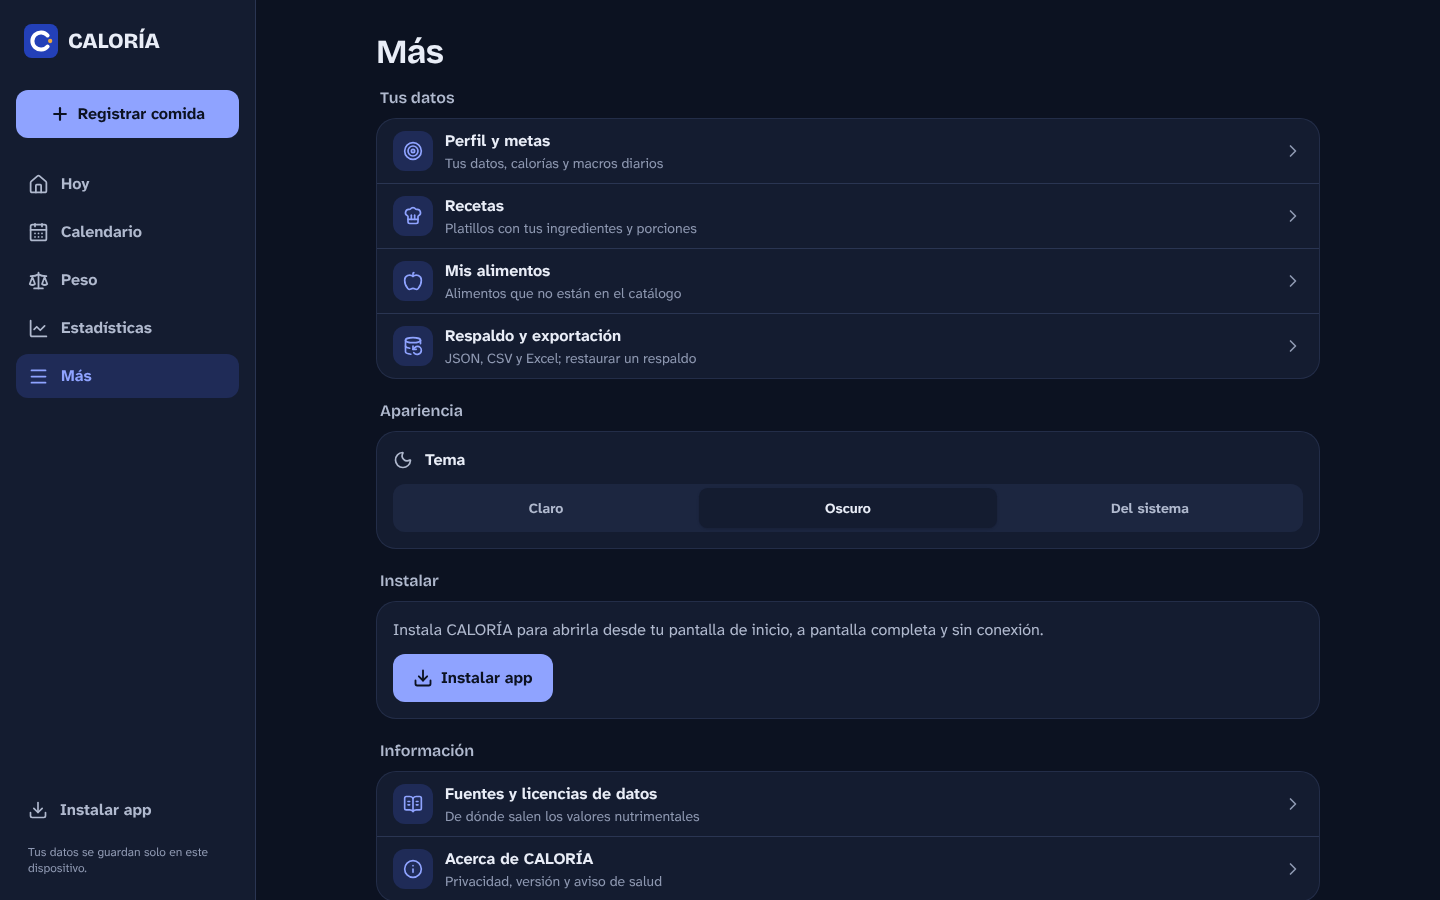 CALORÍA
Registrar comida
Hoy
Calendario
Peso
Estadísticas
Más
Instalar app
Tus datos se guardan solo en este
dispositivo.
Más
Tus datos
Perfil y metas
Tus datos, calorías y macros diarios
Recetas
Platillos con tus ingredientes y porciones
Mis alimentos
Alimentos que no están en el catálogo
Respaldo y exportación
JSON, CSV y Excel; restaurar un respaldo
Apariencia
Tema
Claro
Oscuro
Del sistema
Instalar
Instala CALORÍA para abrirla desde tu pantalla de inicio, a pantalla completa y sin conexión.
Instalar app
Información
Fuentes y licencias de datos
De dónde salen los valores nutrimentales
Acerca de CALORÍA
Privacidad, versión y aviso de salud